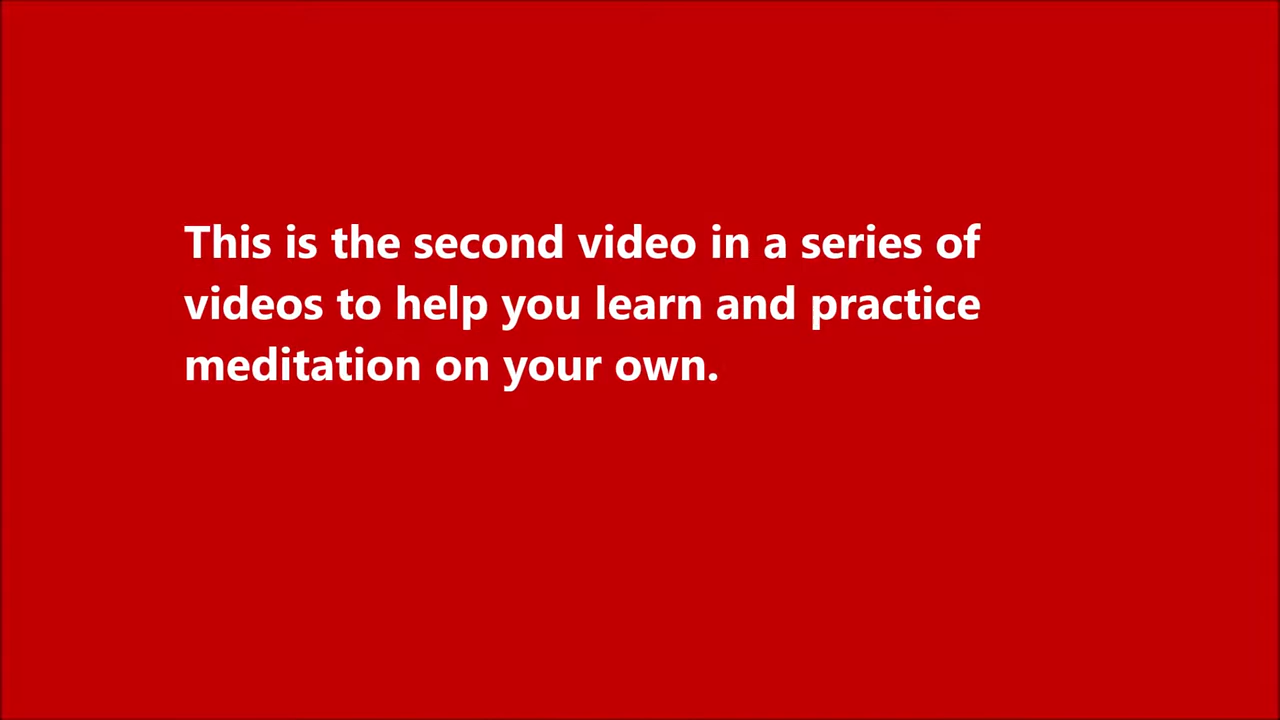 This is the second video in a series of
videos to help you learn and practice
meditation on your own.